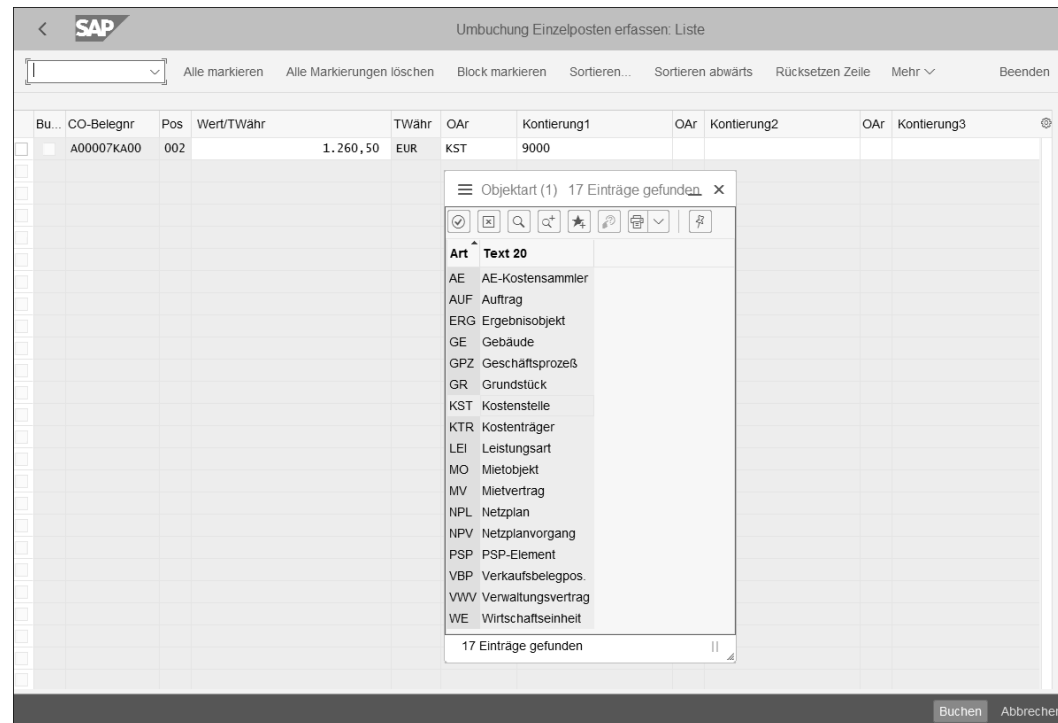 SAP Umbuchung Einzelposten erfassen: Liste
Alle markieren Alle Markierungen löschen Block markieren Sortieren... Sortieren abwärts Rücksetzen Zeile Mehr Beenden
Bu... CO-Belegnr Pos Wert/TWähr TWähr OAr Kontierung1 OAr Kontierung2 OAr Kontierung3
A00007KA00 002 1.260,50 EUR KST 9000
Objektart (1) 17 Einträge gefunden
Art Text 20
AE AE-Kostensammler
AUF Auftrag
ERG Ergebnisobjekt
GE Gebäude
GPZ Geschäftsprozeß
GR Grundstück
KST Kostenstelle
KTR Kostenträger
LEI Leistungsart
MO Mietobjekt
MV Mietvertrag
NPL Netzplan
NPV Netzplanvorgang
PSP PSP-Element
VBP Verkaufsbelegpos.
VWV Verwaltungsvertrag
WE Wirtschaftseinheit
17 Einträge gefunden
Buchen Abbrechen